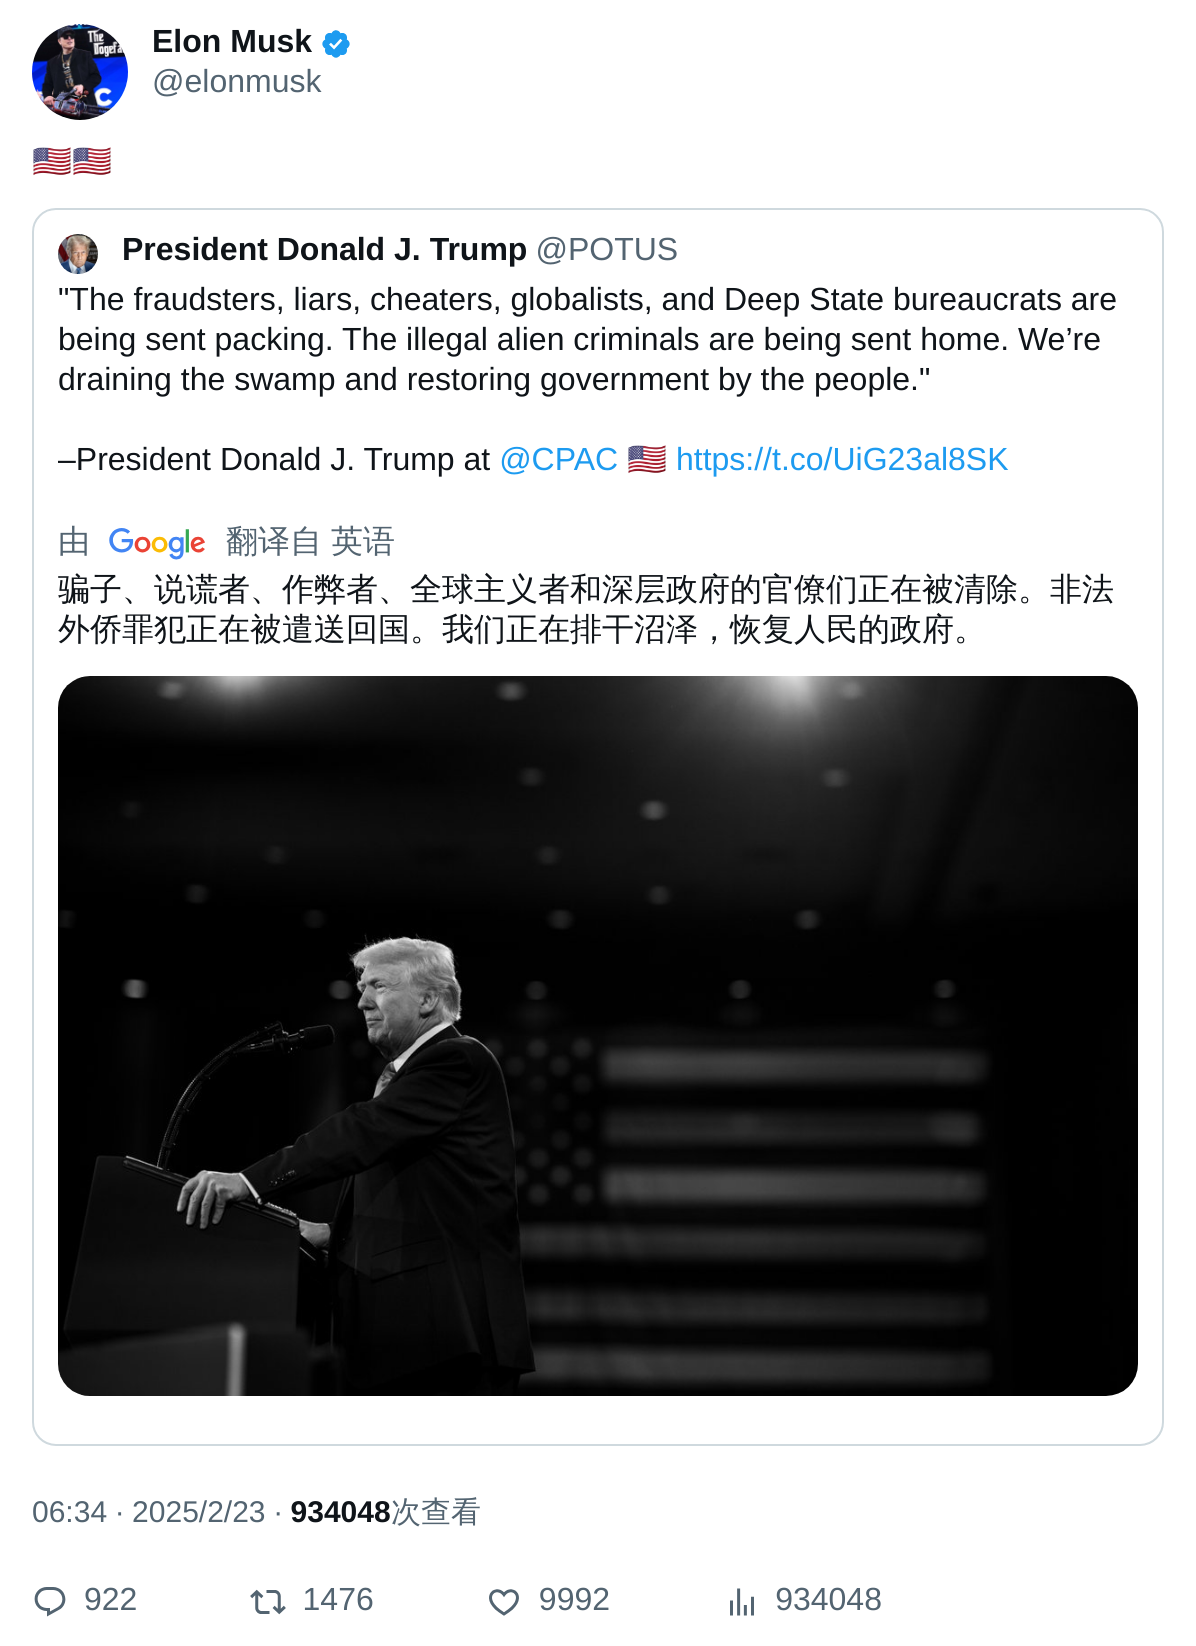 Elon Musk
@elonmusk
🇺🇸🇺🇸
President Donald J. Trump @POTUS
"The fraudsters, liars, cheaters, globalists, and Deep State bureaucrats are
being sent packing. The illegal alien criminals are being sent home. We’re
draining the swamp and restoring government by the people."
–President Donald J. Trump at @CPAC 🇺🇸 https://t.co/UiG23al8SK
由 Google 翻译自 英语
骗子、说谎者、作弊者、全球主义者和深层政府的官僚们正在被清除。非法
外侨罪犯正在被遣送回国。我们正在排干沼泽，恢复人民的政府。
06:34 · 2025/2/23 · 934048次查看
922 1476 9992 934048